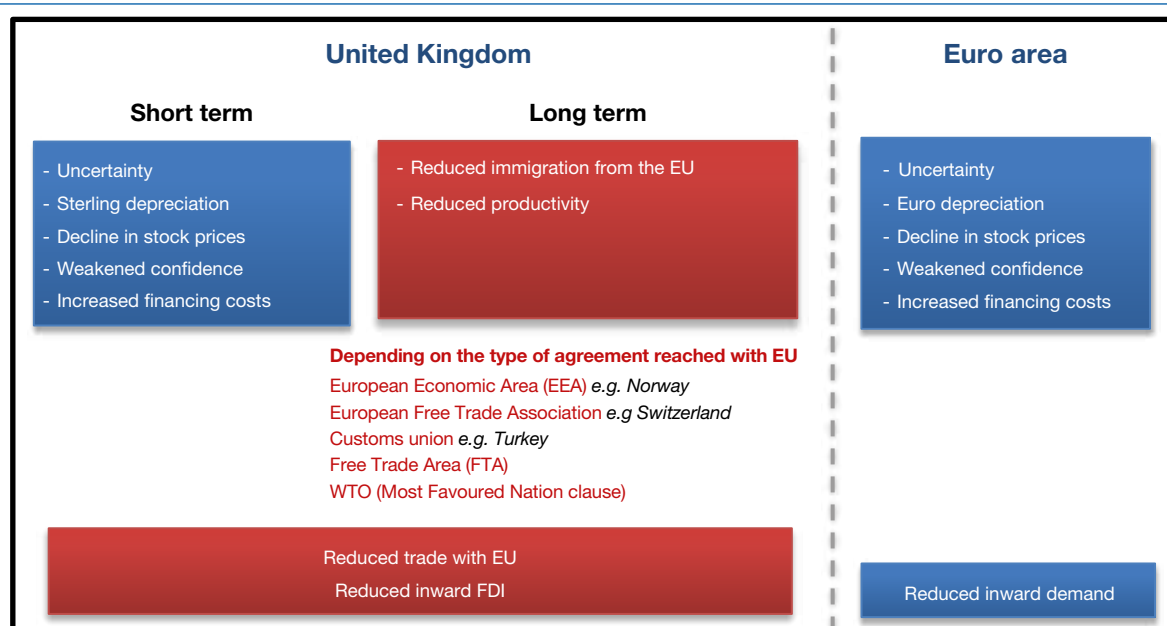 United Kingdom
Euro area
Short term
Long term
- Uncertainty
- Sterling depreciation
- Decline in stock prices
- Weakened confidence
- Increased financing costs
- Reduced immigration from the EU
- Reduced productivity
- Uncertainty
- Euro depreciation
- Decline in stock prices
- Weakened confidence
- Increased financing costs
Depending on the type of agreement reached with EU
European Economic Area (EEA) e.g. Norway
European Free Trade Association e.g Switzerland
Customs union e.g. Turkey
Free Trade Area (FTA)
WTO (Most Favoured Nation clause)
Reduced trade with EU
Reduced inward FDI
Reduced inward demand